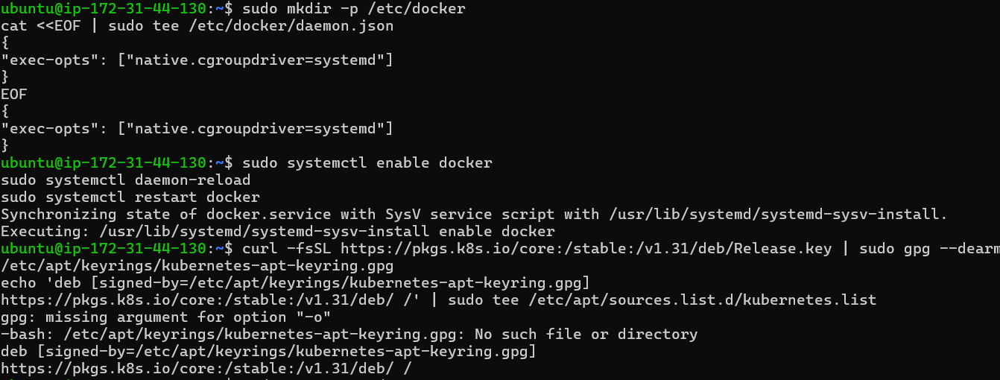 ubuntu@ip-172-31-44-130:~$ sudo mkdir -p /etc/docker
cat <<EOF | sudo tee /etc/docker/daemon.json
{
"exec-opts": ["native.cgroupdriver=systemd"]
}
EOF
{
"exec-opts": ["native.cgroupdriver=systemd"]
}
ubuntu@ip-172-31-44-130:~$ sudo systemctl enable docker
sudo systemctl daemon-reload
sudo systemctl restart docker
Synchronizing state of docker.service with SysV service script with /usr/lib/systemd/systemd-sysv-install.
Executing: /usr/lib/systemd/systemd-sysv-install enable docker
ubuntu@ip-172-31-44-130:~$ curl -fsSL https://pkgs.k8s.io/core:/stable:/v1.31/deb/Release.key | sudo gpg --dearm
/etc/apt/keyrings/kubernetes-apt-keyring.gpg
echo 'deb [signed-by=/etc/apt/keyrings/kubernetes-apt-keyring.gpg]
https://pkgs.k8s.io/core:/stable:/v1.31/deb/ /' | sudo tee /etc/apt/sources.list.d/kubernetes.list
gpg: missing argument for option "-o"
-bash: /etc/apt/keyrings/kubernetes-apt-keyring.gpg: No such file or directory
deb [signed-by=/etc/apt/keyrings/kubernetes-apt-keyring.gpg]
https://pkgs.k8s.io/core:/stable:/v1.31/deb/ /